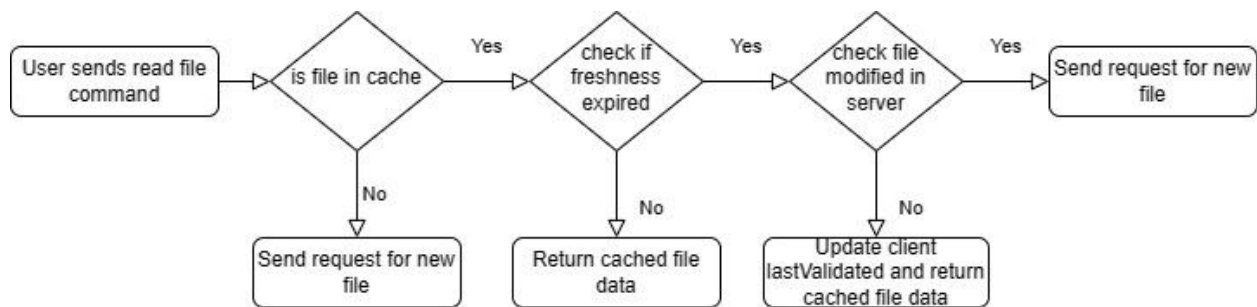 User sends read file
command
is file in cache
Yes
check if
freshness
expired
Yes
check file
modified in
server
Yes
Send request for new
file
No
Send request for new
file
No
Return cached file
data
No
Update client
lastValidated and return
cached file data